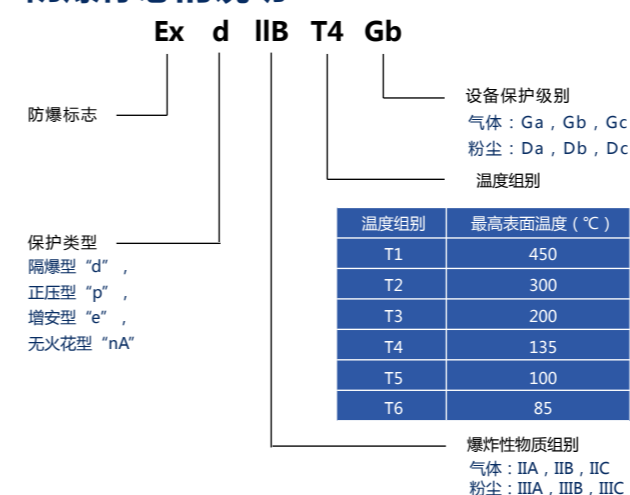 Ex d IIB T4 Gb
防爆标志
设备保护级别
气体：Ga，Gb，Gc
粉尘：Da，Db，Dc
温度组别
保护类型
隔爆型“d”，
正压型“p”，
增安型“e”，
无火花型“nA”
温度组别 最高表面温度（℃）
T1 450
T2 300
T3 200
T4 135
T5 100
T6 85
爆炸性物质组别
气体：IIA，IIB，IIC
粉尘：IIIA，IIIB，IIIC